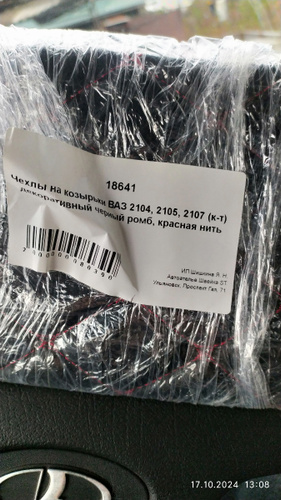 18641
Чехлы на козырьки ВАЗ 2104, 2105, 2107 (к-т)
декоративный черный ромб, красная нить
ИП Шишкина Я. Н.
Автоателье Швейка СТ
Ульяновск, Проспект Гая, 71
17.10.2024 13:08